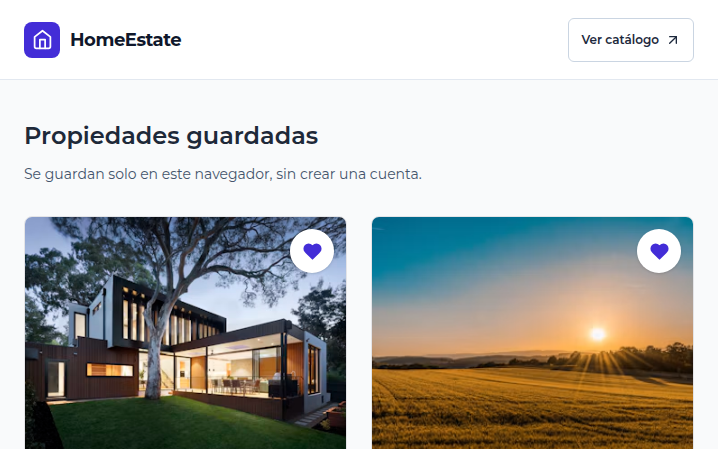 HomeEstate
Ver catálogo
Propiedades guardadas
Se guardan solo en este navegador, sin crear una cuenta.